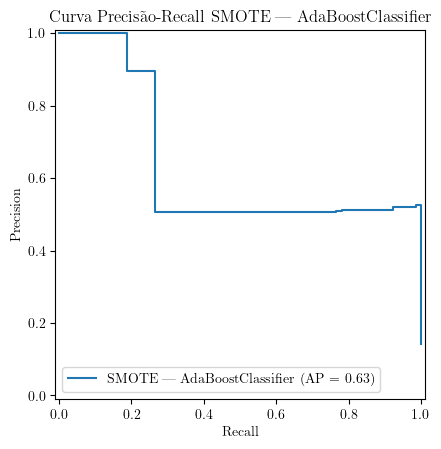 Curva Precisão-Recall SMOTE — AdaBoostClassifier
1.0
0.8
0.6
0.4
0.2
0.0
Precision
SMOTE — AdaBoostClassifier (AP = 0.63)
0.0 0.2 0.4 0.6 0.8 1.0
Recall